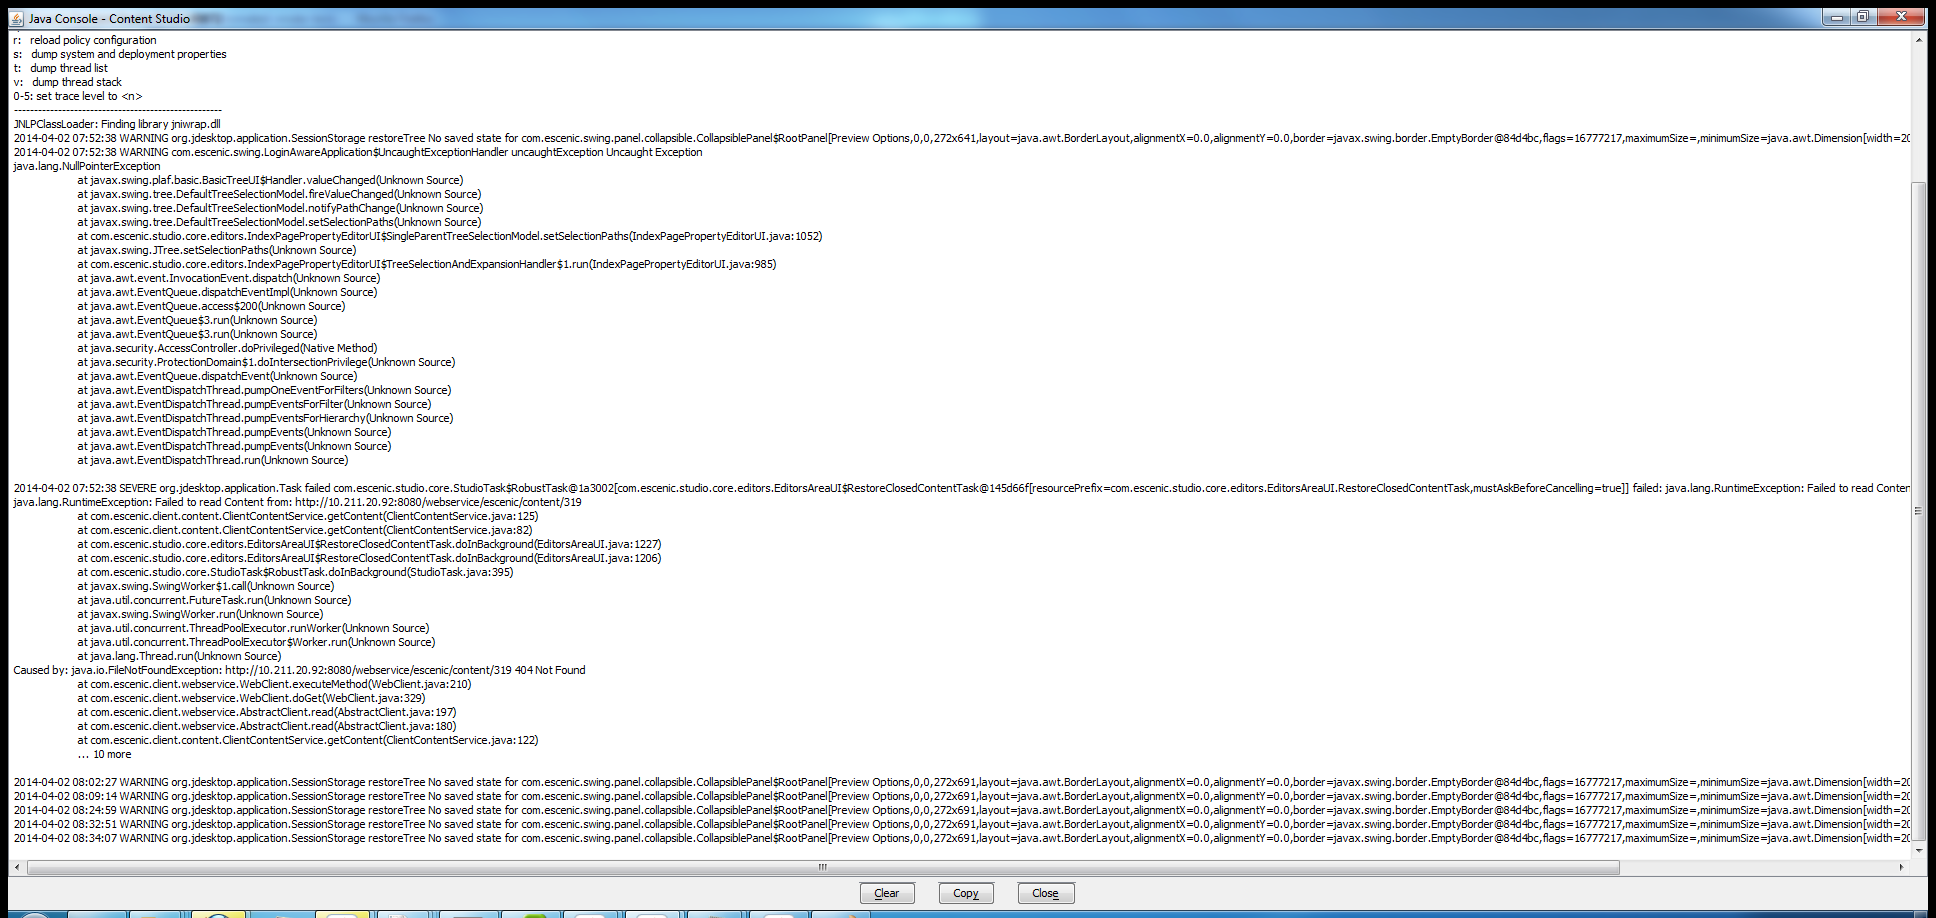 Java Console - Content Studio
r:   reload policy configuration
s:   dump system and deployment properties
t:   dump thread list
v:   dump thread stack
0-5: set trace level to <n>
----------------------------------------------------
JNLPClassLoader: Finding library jniwrap.dll
2014-04-02 07:52:38 WARNING org.jdesktop.application.SessionStorage restoreTree No saved state for com.escenic.swing.panel.collapsible.CollapsiblePanel$RootPanel[Preview Options,0,0,272x641,layout=java.awt.BorderLayout,alignmentX=0.0,alignmentY=0.0,border=javax.swing.border.EmptyBorder@84d4bc,flags=16777217,maximumSize=,minimumSize=java.awt.Dimension[width=20
2014-04-02 07:52:38 WARNING com.escenic.swing.LoginAwareApplication$UncaughtExceptionHandler uncaughtException Uncaught Exception
java.lang.NullPointerException
at javax.swing.plaf.basic.BasicTreeUI$Handler.valueChanged(Unknown Source)
at javax.swing.tree.DefaultTreeSelectionModel.fireValueChanged(Unknown Source)
at javax.swing.tree.DefaultTreeSelectionModel.notifyPathChange(Unknown Source)
at javax.swing.tree.DefaultTreeSelectionModel.setSelectionPaths(Unknown Source)
at com.escenic.studio.core.editors.IndexPagePropertyEditorUI$SingleParentTreeSelectionModel.setSelectionPaths(IndexPagePropertyEditorUI.java:1052)
at javax.swing.JTree.setSelectionPaths(Unknown Source)
at com.escenic.studio.core.editors.IndexPagePropertyEditorUI$TreeSelectionAndExpansionHandler$1.run(IndexPagePropertyEditorUI.java:985)
at java.awt.event.InvocationEvent.dispatch(Unknown Source)
at java.awt.EventQueue.dispatchEventImpl(Unknown Source)
at java.awt.EventQueue.access$200(Unknown Source)
at java.awt.EventQueue$3.run(Unknown Source)
at java.awt.EventQueue$3.run(Unknown Source)
at java.security.AccessController.doPrivileged(Native Method)
at java.security.ProtectionDomain$1.doIntersectionPrivilege(Unknown Source)
at java.awt.EventQueue.dispatchEvent(Unknown Source)
at java.awt.EventDispatchThread.pumpOneEventForFilters(Unknown Source)
at java.awt.EventDispatchThread.pumpEventsForFilter(Unknown Source)
at java.awt.EventDispatchThread.pumpEventsForHierarchy(Unknown Source)
at java.awt.EventDispatchThread.pumpEvents(Unknown Source)
at java.awt.EventDispatchThread.pumpEvents(Unknown Source)
at java.awt.EventDispatchThread.run(Unknown Source)
2014-04-02 07:52:38 SEVERE org.jdesktop.application.Task failed com.escenic.studio.core.StudioTask$RobustTask@1a3002[com.escenic.studio.core.editors.EditorsAreaUI$RestoreClosedContentTask@145d66f[resourcePrefix=com.escenic.studio.core.editors.EditorsAreaUI.RestoreClosedContentTask,mustAskBeforeCancelling=true]] failed: java.lang.RuntimeException: Failed to read Conten
java.lang.RuntimeException: Failed to read Content from: http://10.211.20.92:8080/webservice/escenic/content/319
at com.escenic.client.content.ClientContentService.getContent(ClientContentService.java:125)
at com.escenic.client.content.ClientContentService.getContent(ClientContentService.java:82)
at com.escenic.studio.core.editors.EditorsAreaUI$RestoreClosedContentTask.doInBackground(EditorsAreaUI.java:1227)
at com.escenic.studio.core.editors.EditorsAreaUI$RestoreClosedContentTask.doInBackground(EditorsAreaUI.java:1206)
at com.escenic.studio.core.StudioTask$RobustTask.doInBackground(StudioTask.java:395)
at javax.swing.SwingWorker$1.call(Unknown Source)
at java.util.concurrent.FutureTask.run(Unknown Source)
at javax.swing.SwingWorker.run(Unknown Source)
at java.util.concurrent.ThreadPoolExecutor.runWorker(Unknown Source)
at java.util.concurrent.ThreadPoolExecutor$Worker.run(Unknown Source)
at java.lang.Thread.run(Unknown Source)
Caused by: java.io.FileNotFoundException: http://10.211.20.92:8080/webservice/escenic/content/319 404 Not Found
at com.escenic.client.webservice.WebClient.executeMethod(WebClient.java:210)
at com.escenic.client.webservice.WebClient.doGet(WebClient.java:329)
at com.escenic.client.webservice.AbstractClient.read(AbstractClient.java:197)
at com.escenic.client.webservice.AbstractClient.read(AbstractClient.java:180)
at com.escenic.client.content.ClientContentService.getContent(ClientContentService.java:122)
... 10 more
2014-04-02 08:02:27 WARNING org.jdesktop.application.SessionStorage restoreTree No saved state for com.escenic.swing.panel.collapsible.CollapsiblePanel$RootPanel[Preview Options,0,0,272x691,layout=java.awt.BorderLayout,alignmentX=0.0,alignmentY=0.0,border=javax.swing.border.EmptyBorder@84d4bc,flags=16777217,maximumSize=,minimumSize=java.awt.Dimension[width=20
2014-04-02 08:09:14 WARNING org.jdesktop.application.SessionStorage restoreTree No saved state for com.escenic.swing.panel.collapsible.CollapsiblePanel$RootPanel[Preview Options,0,0,272x691,layout=java.awt.BorderLayout,alignmentX=0.0,alignmentY=0.0,border=javax.swing.border.EmptyBorder@84d4bc,flags=16777217,maximumSize=,minimumSize=java.awt.Dimension[width=20
2014-04-02 08:24:59 WARNING org.jdesktop.application.SessionStorage restoreTree No saved state for com.escenic.swing.panel.collapsible.CollapsiblePanel$RootPanel[Preview Options,0,0,272x691,layout=java.awt.BorderLayout,alignmentX=0.0,alignmentY=0.0,border=javax.swing.border.EmptyBorder@84d4bc,flags=16777217,maximumSize=,minimumSize=java.awt.Dimension[width=20
2014-04-02 08:32:51 WARNING org.jdesktop.application.SessionStorage restoreTree No saved state for com.escenic.swing.panel.collapsible.CollapsiblePanel$RootPanel[Preview Options,0,0,272x691,layout=java.awt.BorderLayout,alignmentX=0.0,alignmentY=0.0,border=javax.swing.border.EmptyBorder@84d4bc,flags=16777217,maximumSize=,minimumSize=java.awt.Dimension[width=20
2014-04-02 08:34:07 WARNING org.jdesktop.application.SessionStorage restoreTree No saved state for com.escenic.swing.panel.collapsible.CollapsiblePanel$RootPanel[Preview Options,0,0,272x691,layout=java.awt.BorderLayout,alignmentX=0.0,alignmentY=0.0,border=javax.swing.border.EmptyBorder@84d4bc,flags=16777217,maximumSize=,minimumSize=java.awt.Dimension[width=20
Clear Copy Close